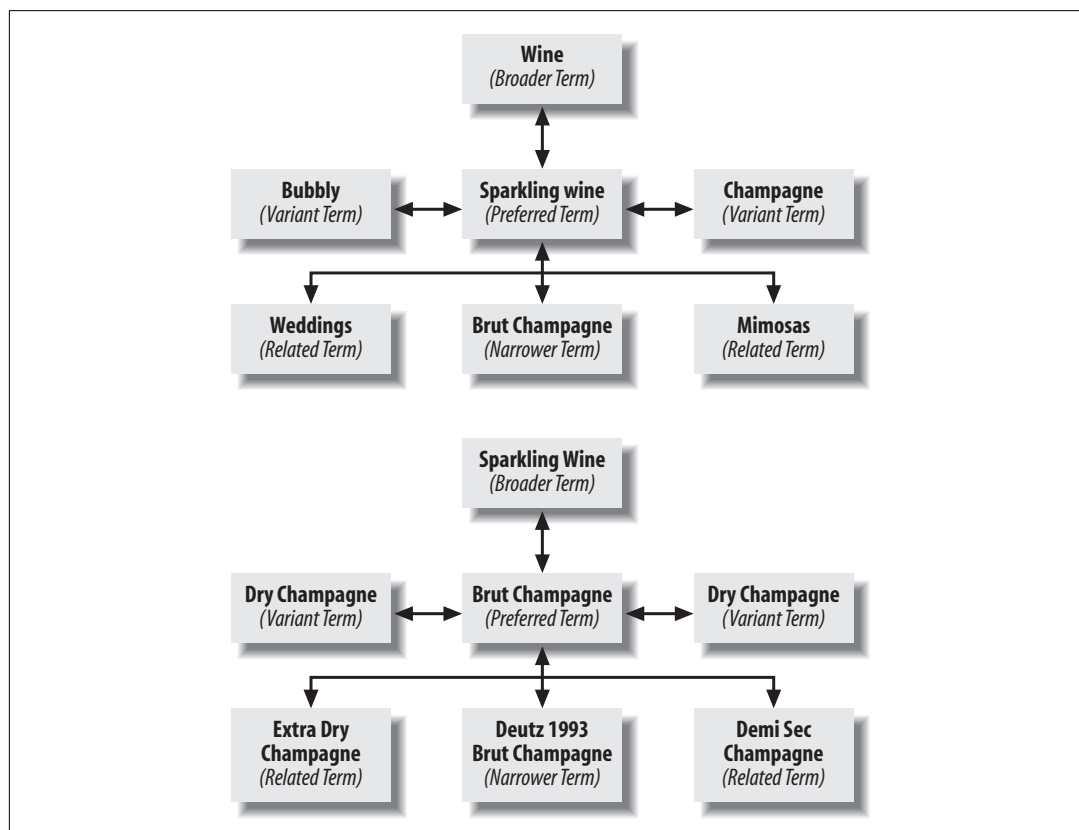 Wine
(Broader Term)
Bubbly
(Variant Term)
Sparkling wine
(Preferred Term)
Champagne
(Variant Term)
Weddings
(Related Term)
Brut Champagne
(Narrower Term)
Mimosas
(Related Term)
Sparkling Wine
(Broader Term)
Dry Champagne
(Variant Term)
Brut Champagne
(Preferred Term)
Dry Champagne
(Variant Term)
Extra Dry
Champagne
(Related Term)
Deutz 1993
Brut Champagne
(Narrower Term)
Demi Sec
Champagne
(Related Term)